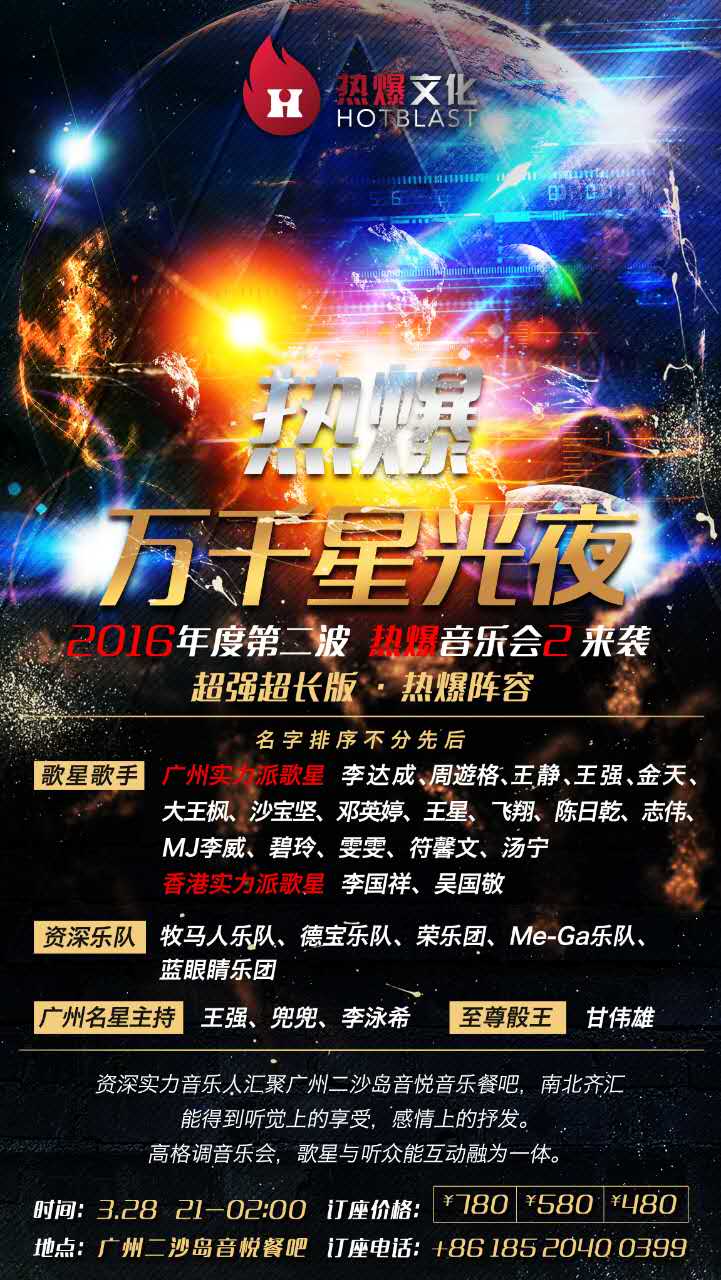 热爆文化
HOTBLAST
热爆
万千星光夜
2016年度第二波 热爆音乐会2 来袭
超强超长版·热爆阵容
名字排序不分先后
歌星歌手 广州实力派歌星 李达成、周遊格、王静、王强、金天、
大王枫、沙宝坚、邓英婷、王星、飞翔、陈日乾、志伟、
MJ李威、碧玲、雯雯、符馨文、汤宁
香港实力派歌星 李国祥、吴国敬
资深乐队 牧马人乐队、德宝乐队、荣乐团、Me-Ga乐队、
蓝眼睛乐团
广州名星主持 王强、兜兜、李泳希 至尊骰王 甘伟雄
资深实力音乐人汇聚广州二沙岛音悦音乐餐吧，南北齐汇
能得到听觉上的享受，感情上的抒发。
高格调音乐会，歌星与听众能互动融为一体。
时间：3.28 21—02:00 订座价格：¥780 ¥580 ¥480
地点：广州二沙岛音悦餐吧 订座电话：+86 185 2040 0399